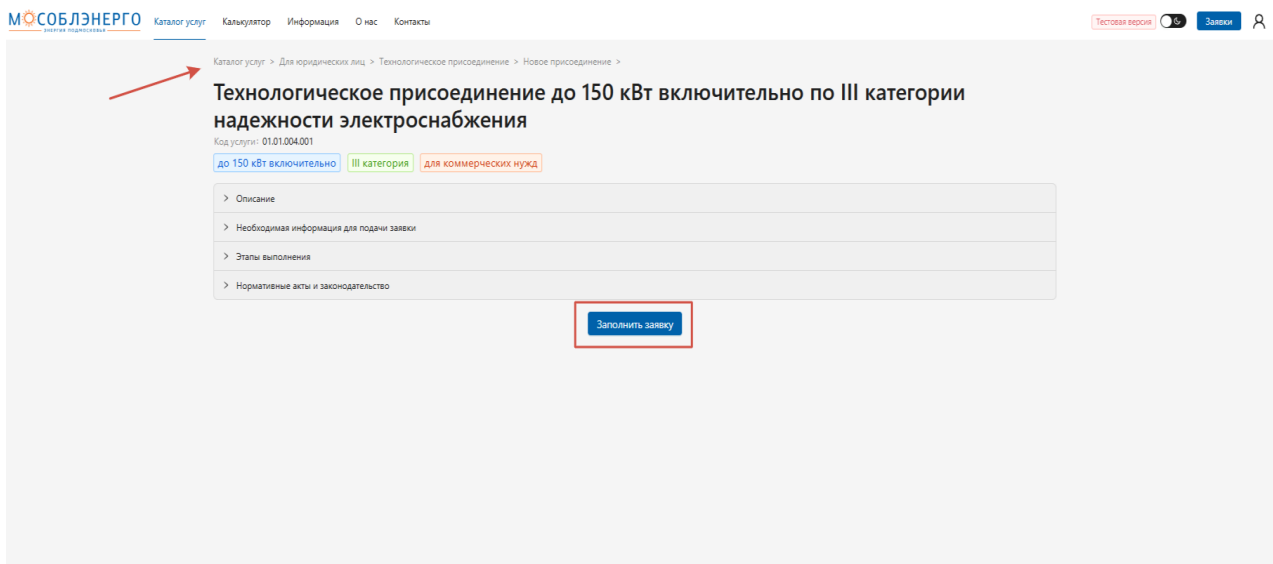 МОСОБЛЭНЕРГО
ЭНЕРГИЯ ПОДМОСКОВЬЯ
Каталог услуг Калькулятор Информация О нас Контакты
Тестовая версия Заявки
Каталог услуг > Для юридических лиц > Технологическое присоединение > Новое присоединение >
Технологическое присоединение до 150 кВт включительно по III категории
надежности электроснабжения
Код услуги: 01.01.004.001
до 150 кВт включительно III категория для коммерческих нужд
Описание
Необходимая информация для подачи заявки
Этапы выполнения
Нормативные акты и законодательство
Заполнить заявку